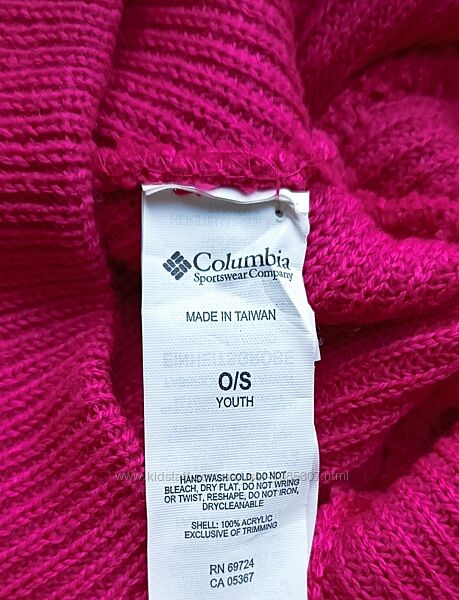 Columbia
Sportswear Company
MADE IN TAIWAN
O/S
YOUTH
HAND WASH COLD, DO NOT
BLEACH, DRY FLAT, DO NOT WRING
OR TWIST, RESHAPE, DO NOT IRON,
DRYCLEANABLE
SHELL: 100% ACRYLIC
EXCLUSIVE OF TRIMMING
RN 69724
CA 05367